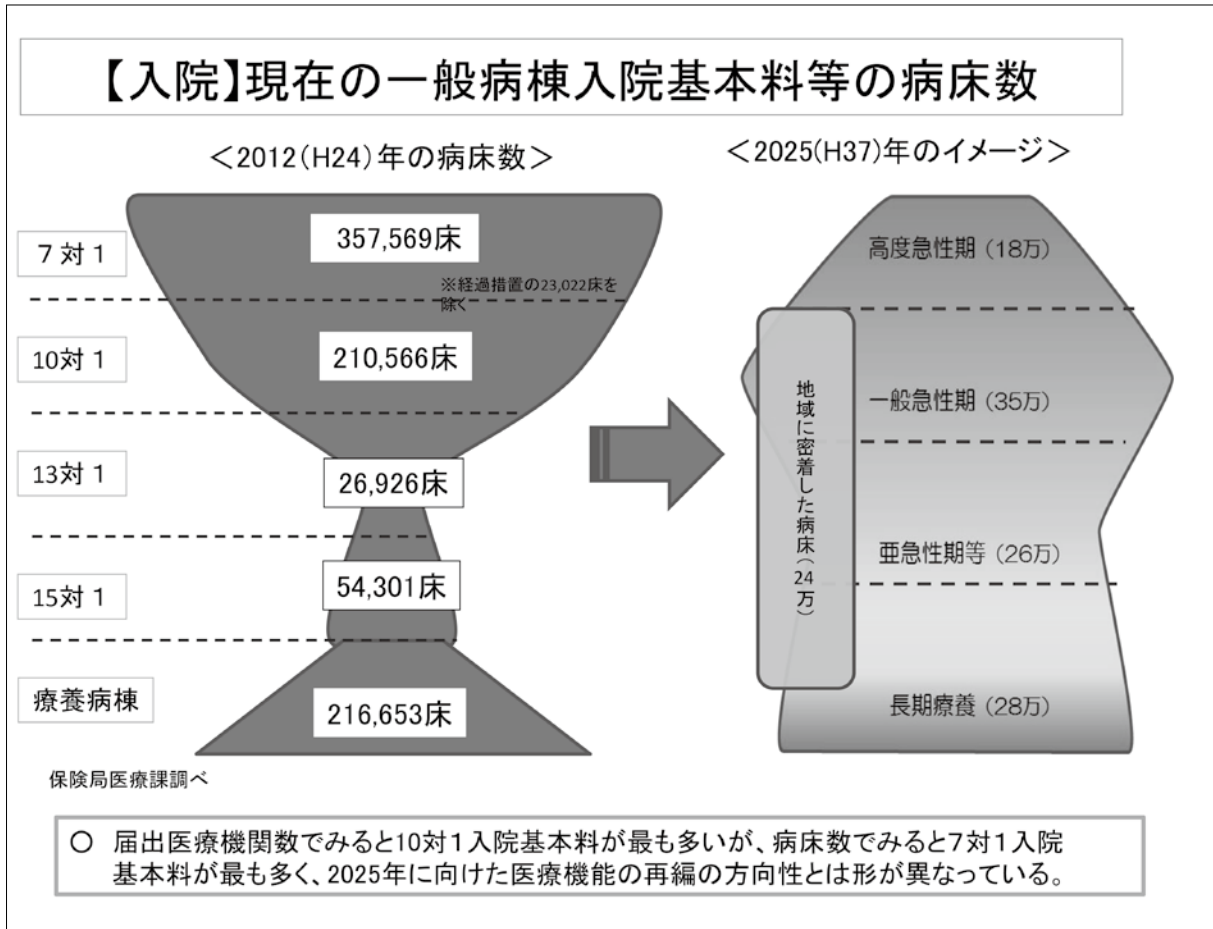 【入院】現在の一般病棟入院基本料等の病床数
＜2012(H24)年の病床数＞
＜2025(H37)年のイメージ＞
7対1
357,569床
※経過措置の23,022床を
除く
10対1
210,566床
13対1
26,926床
15対1
54,301床
療養病棟
216,653床
高度急性期（18万）
一般急性期（35万）
亜急性期等（26万）
長期療養（28万）
地域に密着した病床（24万）
保険局医療課調べ
○ 届出医療機関数でみると10対1入院基本料が最も多いが、病床数でみると7対1入院
基本料が最も多く、2025年に向けた医療機能の再編の方向性とは形が異なっている。